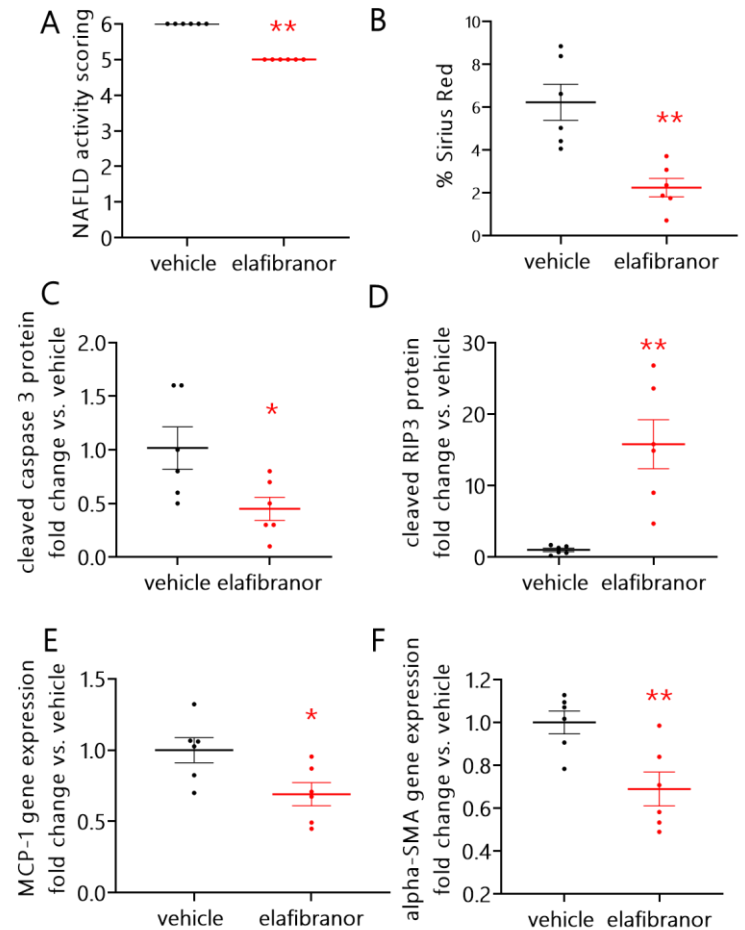 A
NAFLD activity scoring
6
5
4
3
2
1
0
**
vehicle elafibranor
B
% Sirius Red
10
8
6
4
2
0
**
vehicle elafibranor
C
cleaved caspase 3 protein
fold change vs. vehicle
2.0
1.5
1.0
0.5
0.0
*
vehicle elafibranor
D
cleaved RIP3 protein
fold change vs. vehicle
30
20
10
0
**
vehicle elafibranor
E
MCP-1 gene expression
fold change vs. vehicle
1.5
1.0
0.5
0.0
*
vehicle elafibranor
F
alpha-SMA gene expression
fold change vs. vehicle
1.2
1.0
0.8
0.6
0.4
0.2
**
vehicle elafibranor